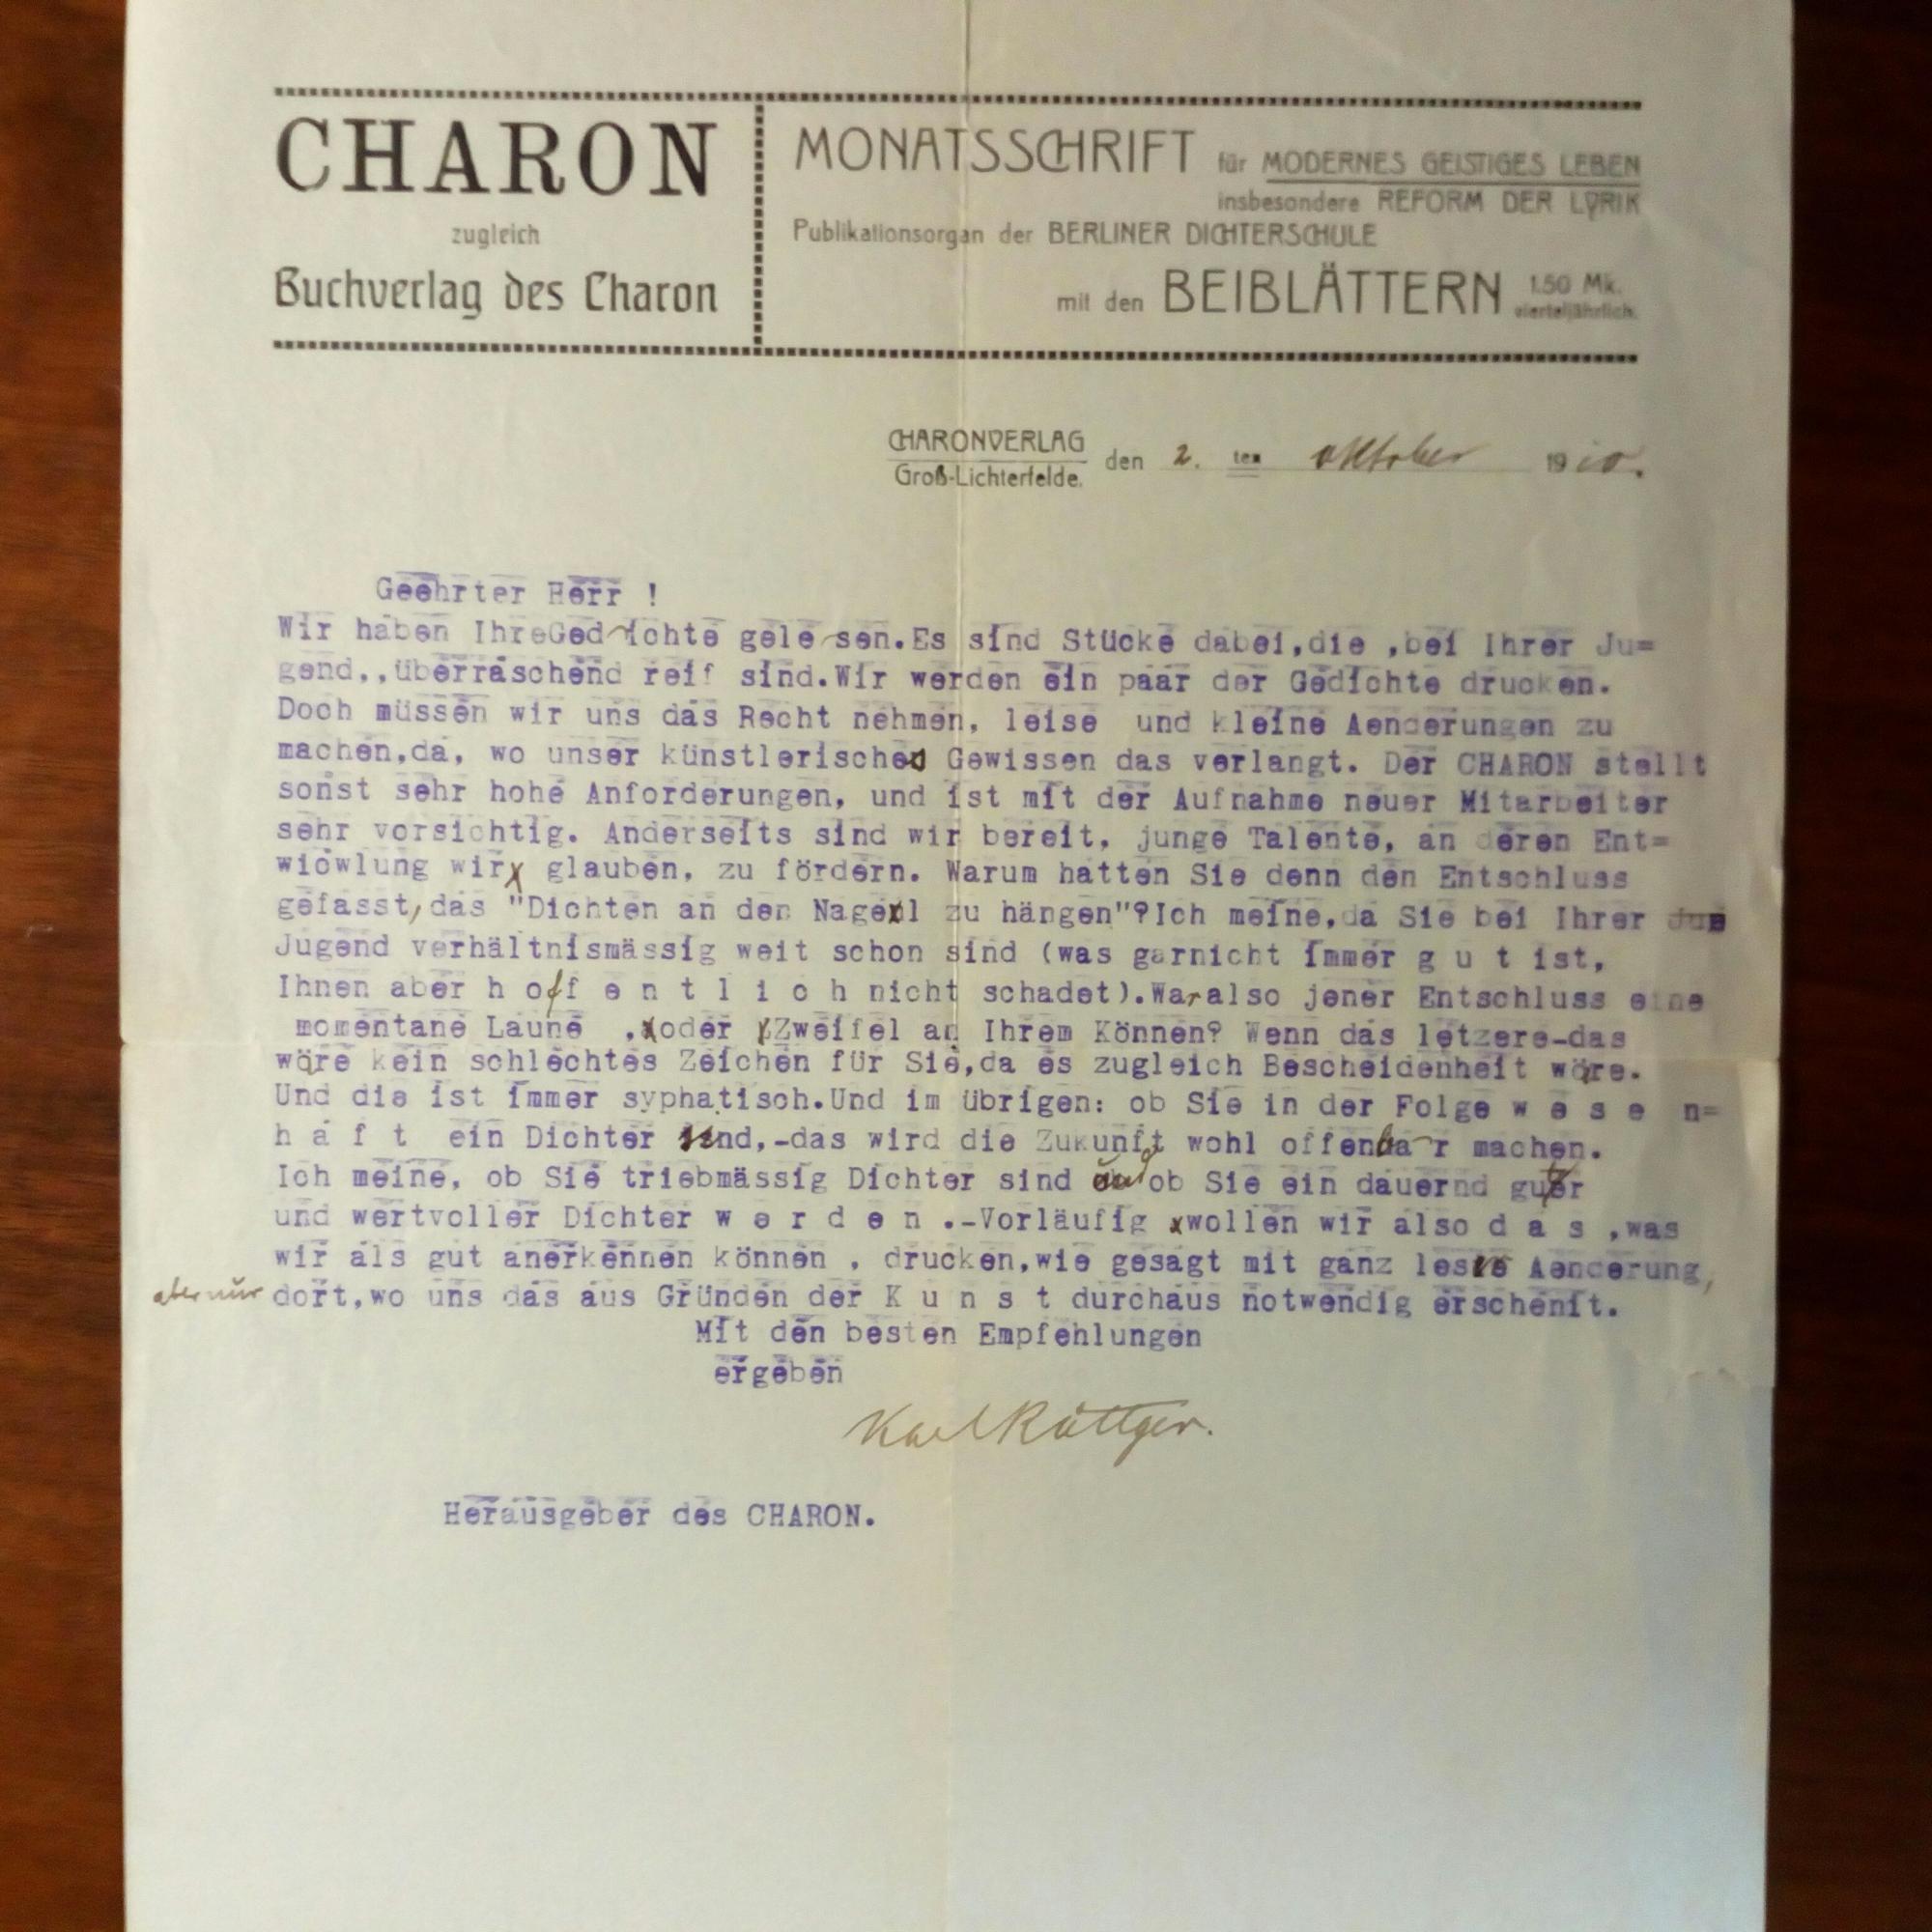 CHARON
zugleich
Buchverlag des Charon
MONATSSCHRIFT für MODERNES GEISTIGES LEBEN
insbesondere REFORM DER LYRIK
Publikationsorgan der BERLINER DICHTERSCHULE
mit den BEIBLÄTTERN 1.50 Mk. vierteljährlich.
CHARONVERLAG
Groß-Lichterfelde. den 2. ten Oktober 1910.
Geehrter Herr !
Wir haben IhreGedichte gelesen.Es sind Stücke dabei,die ,bei Ihrer Ju=
gend,,überraschend reif sind.Wir werden ein paar der Gedichte drucken.
Doch müssen wir uns das Recht nehmen, leise und kleine Aenderungen zu
machen,da, wo unser künstlerisches Gewissen das verlangt. Der CHARON stellt
sonst sehr hohe Anforderungen, und ist mit der Aufnahme neuer Mitarbeiter
sehr vorsichtig. Anderseits sind wir bereit, junge Talente, an deren Ent=
wicwlung wir glauben, zu fördern. Warum hatten Sie denn den Entschluss
gefasst,das "Dichten an den Nagel zu hängen"?Ich meine,da Sie bei Ihrer
Jugend verhältnismässig weit schon sind (was garnicht immer g u t ist,
Ihnen aber h o f f e n t l i c h nicht schadet).War also jener Entschluss eine
momentane Laune ,oder Zweifel an Ihrem Können? Wenn das letzere-das
wäre kein schlechtes Zeichen für Sie,da es zugleich Bescheidenheit wäre.
Und die ist immer syphatisch.Und im übrigen: ob Sie in der Folge w e s e n=
h a f t ein Dichter sind,-das wird die Zukunft wohl offenbar machen.
Ich meine, ob Sie triebmässig Dichter sind und ob Sie ein dauernd guter
und wertvoller Dichter w e r d e n .-Vorläufig wollen wir also d a s ,was
wir als gut anerkennen können , drucken,wie gesagt mit ganz leser Aenderung,
aber nur dort,wo uns das aus Gründen der K u n s t durchaus notwendig erschenit.
Mit den besten Empfehlungen
ergeben
Karl Röttger.
Herausgeber des CHARON.